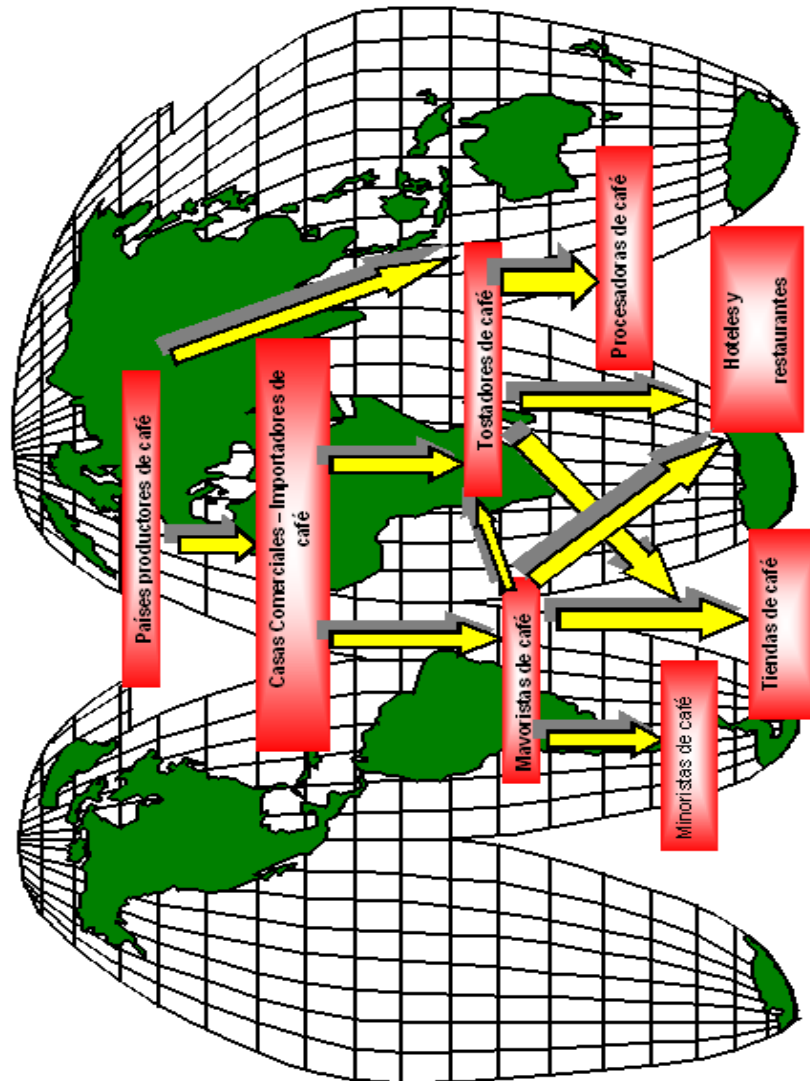 Países productores de café
Casas Comerciales – Importadores de
café
Tostadores de café
Mayoristas de café
Procesadoras de café
Minoristas de café
Hoteles y
restaurantes
Tiendas de café